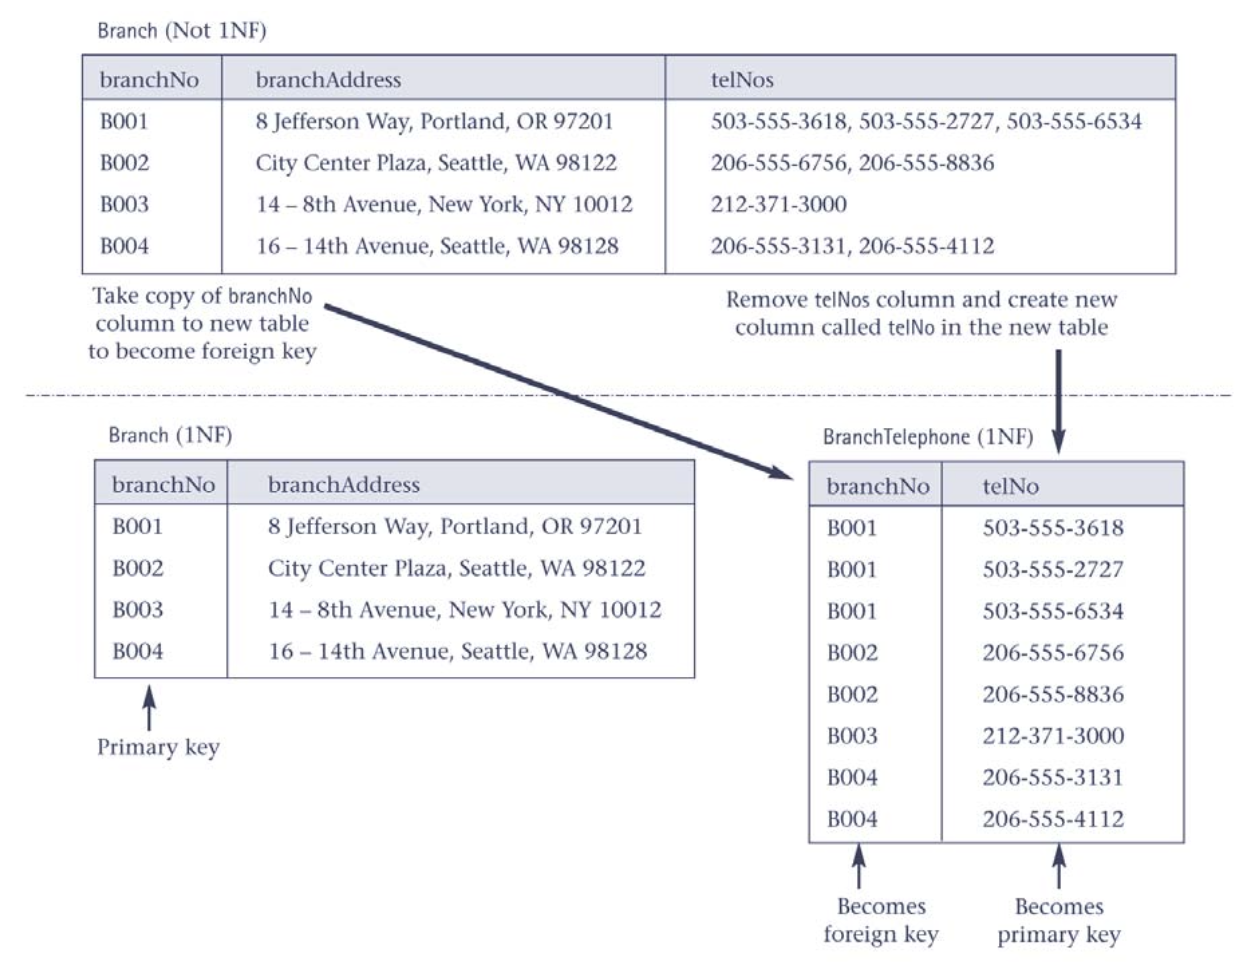 Branch (Not 1NF)
branchNo branchAddress telNos
B001 8 Jefferson Way, Portland, OR 97201 503-555-3618, 503-555-2727, 503-555-6534
B002 City Center Plaza, Seattle, WA 98122 206-555-6756, 206-555-8836
B003 14 – 8th Avenue, New York, NY 10012 212-371-3000
B004 16 – 14th Avenue, Seattle, WA 98128 206-555-3131, 206-555-4112
Take copy of branchNo
column to new table
to become foreign key
Remove telNos column and create new
column called telNo in the new table
Branch (1NF)
branchNo branchAddress
B001 8 Jefferson Way, Portland, OR 97201
B002 City Center Plaza, Seattle, WA 98122
B003 14 – 8th Avenue, New York, NY 10012
B004 16 – 14th Avenue, Seattle, WA 98128
Primary key
BranchTelephone (1NF)
branchNo telNo
B001 503-555-3618
B001 503-555-2727
B001 503-555-6534
B002 206-555-6756
B002 206-555-8836
B003 212-371-3000
B004 206-555-3131
B004 206-555-4112
Becomes
foreign key
Becomes
primary key